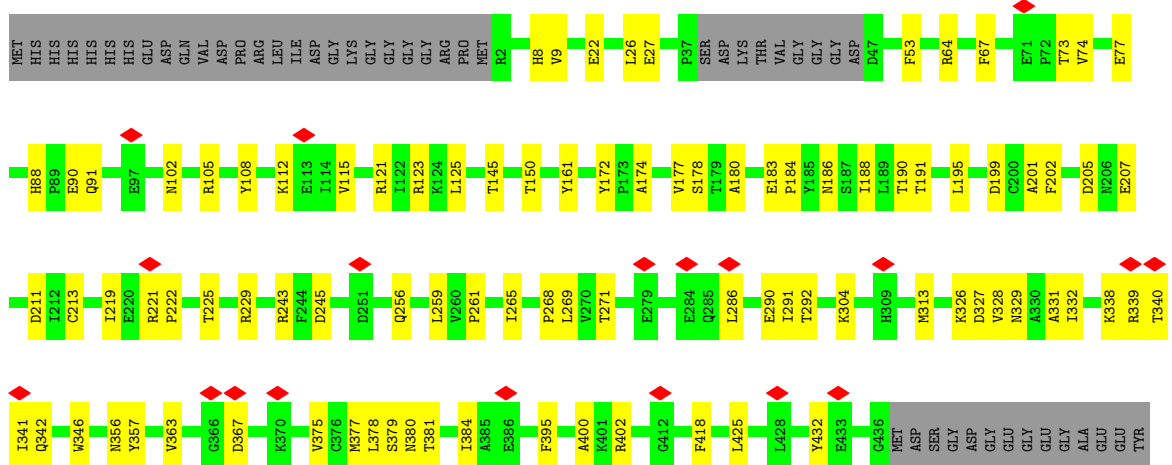 MET HIS HIS HIS HIS HIS HIS GLU ASP GLN VAL ASP PRO ARG LEU ILE ASP GLY LYS GLY GLY GLY GLY ARG PRO MET R2 H8 V9 E22 L26 E27 P37 SER ASP LYS THR VAL GLY GLY GLY ASP D47 F53 R64 F67 E71 P72 T73 V74 E77
H88 P89 E90 Q91 E97 N102 R105 Y108 K112 E113 I114 V115 R121 I122 R123 K124 L125 T145 T150 Y161 Y172 P173 A174 V177 S178 T179 A180 E183 P184 Y185 N186 S187 I188 L189 T190 T191 L195 D199 C200 A201 F202 D205 N206 E207
D211 I212 C213 I219 E220 R221 P222 T225 R229 R243 F244 D245 D251 Q256 L259 V260 P261 I265 P268 L269 V270 T271 E279 E284 Q285 L286 E290 I291 T292 K304 H309 M313 K326 D327 V328 N329 A330 A331 I332 K338 R339 T340
I341 Q342 W346 N356 Y357 V363 G366 D367 K370 V375 C376 M377 L378 S379 N380 T381 I384 A385 E386 F395 A400 K401 R402 G412 F418 L425 L428 Y432 E433 G436 MET ASP SER GLY ASP GLY GLU GLY GLU GLY ALA GLU GLU TYR